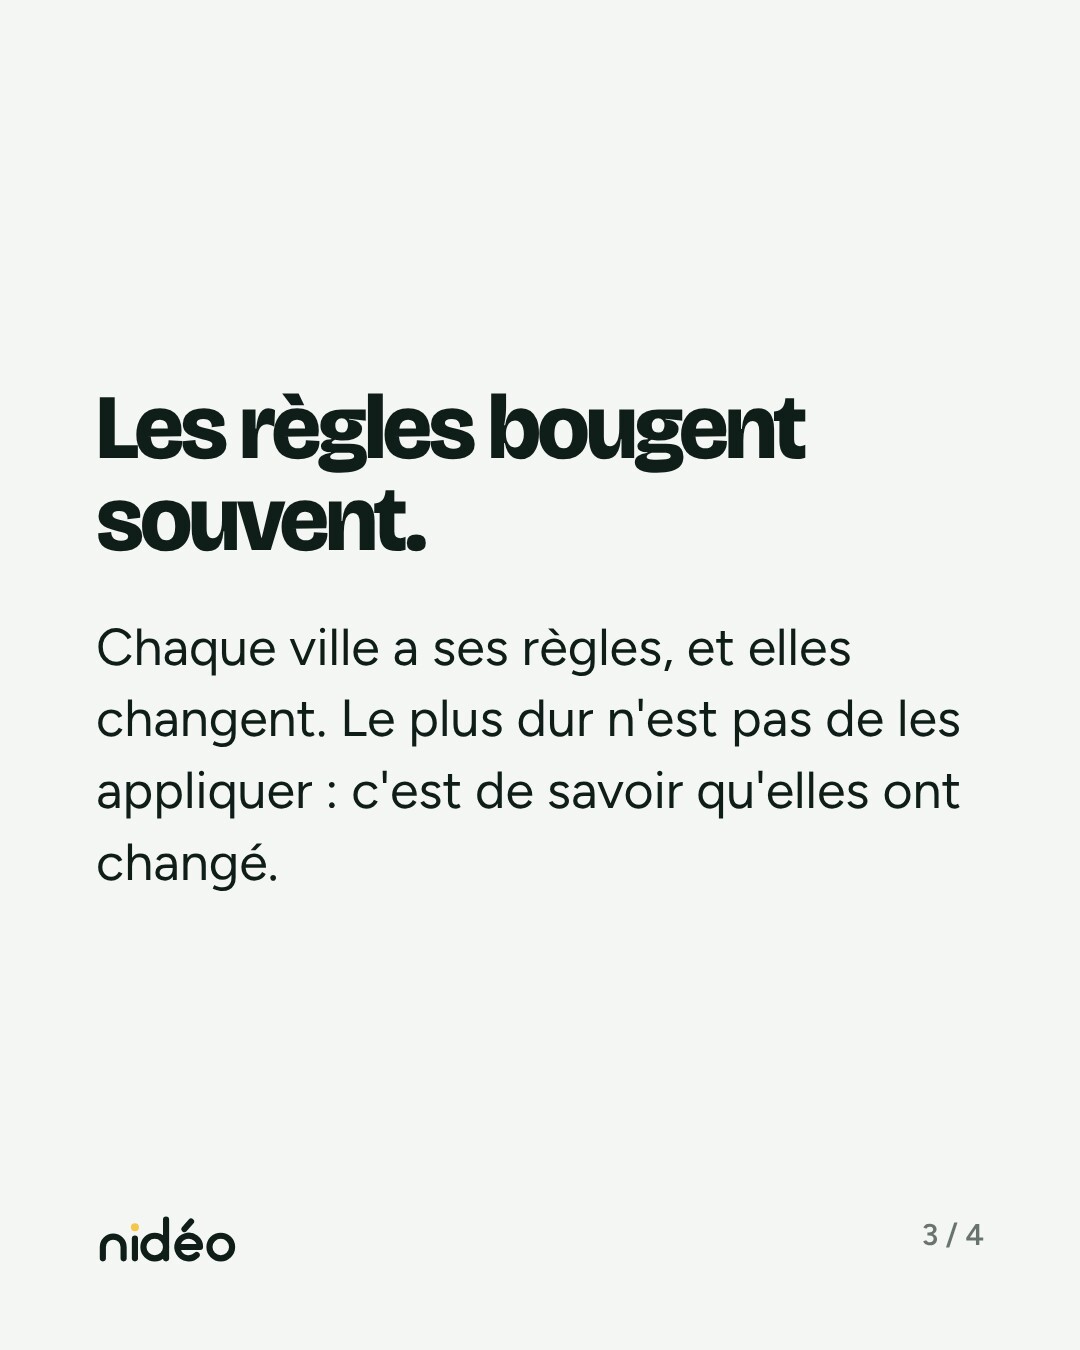 Les règles bougent
souvent.
Chaque ville a ses règles, et elles
changent. Le plus dur n'est pas de les
appliquer : c'est de savoir qu'elles ont
changé.
nidéo
3 / 4